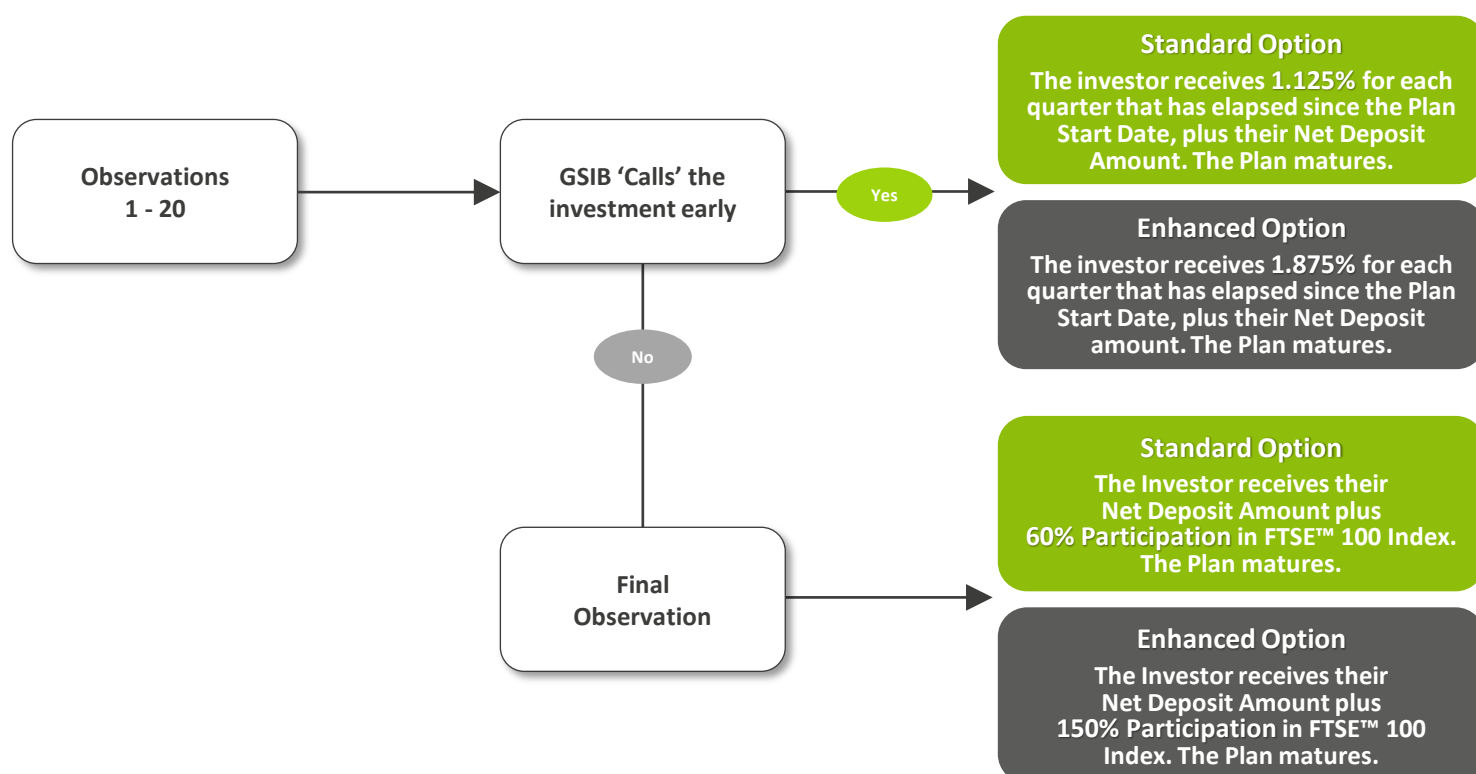 Observations
1 - 20
GSIB ‘Calls’ the
investment early
Yes
Standard Option
The investor receives 1.125% for each
quarter that has elapsed since the Plan
Start Date, plus their Net Deposit
Amount. The Plan matures.
Enhanced Option
The investor receives 1.875% for each
quarter that has elapsed since the Plan
Start Date, plus their Net Deposit
amount. The Plan matures.
No
Final
Observation
Standard Option
The Investor receives their
Net Deposit Amount plus
60% Participation in FTSE™ 100 Index.
The Plan matures.
Enhanced Option
The Investor receives their
Net Deposit Amount plus
150% Participation in FTSE™ 100
Index. The Plan matures.